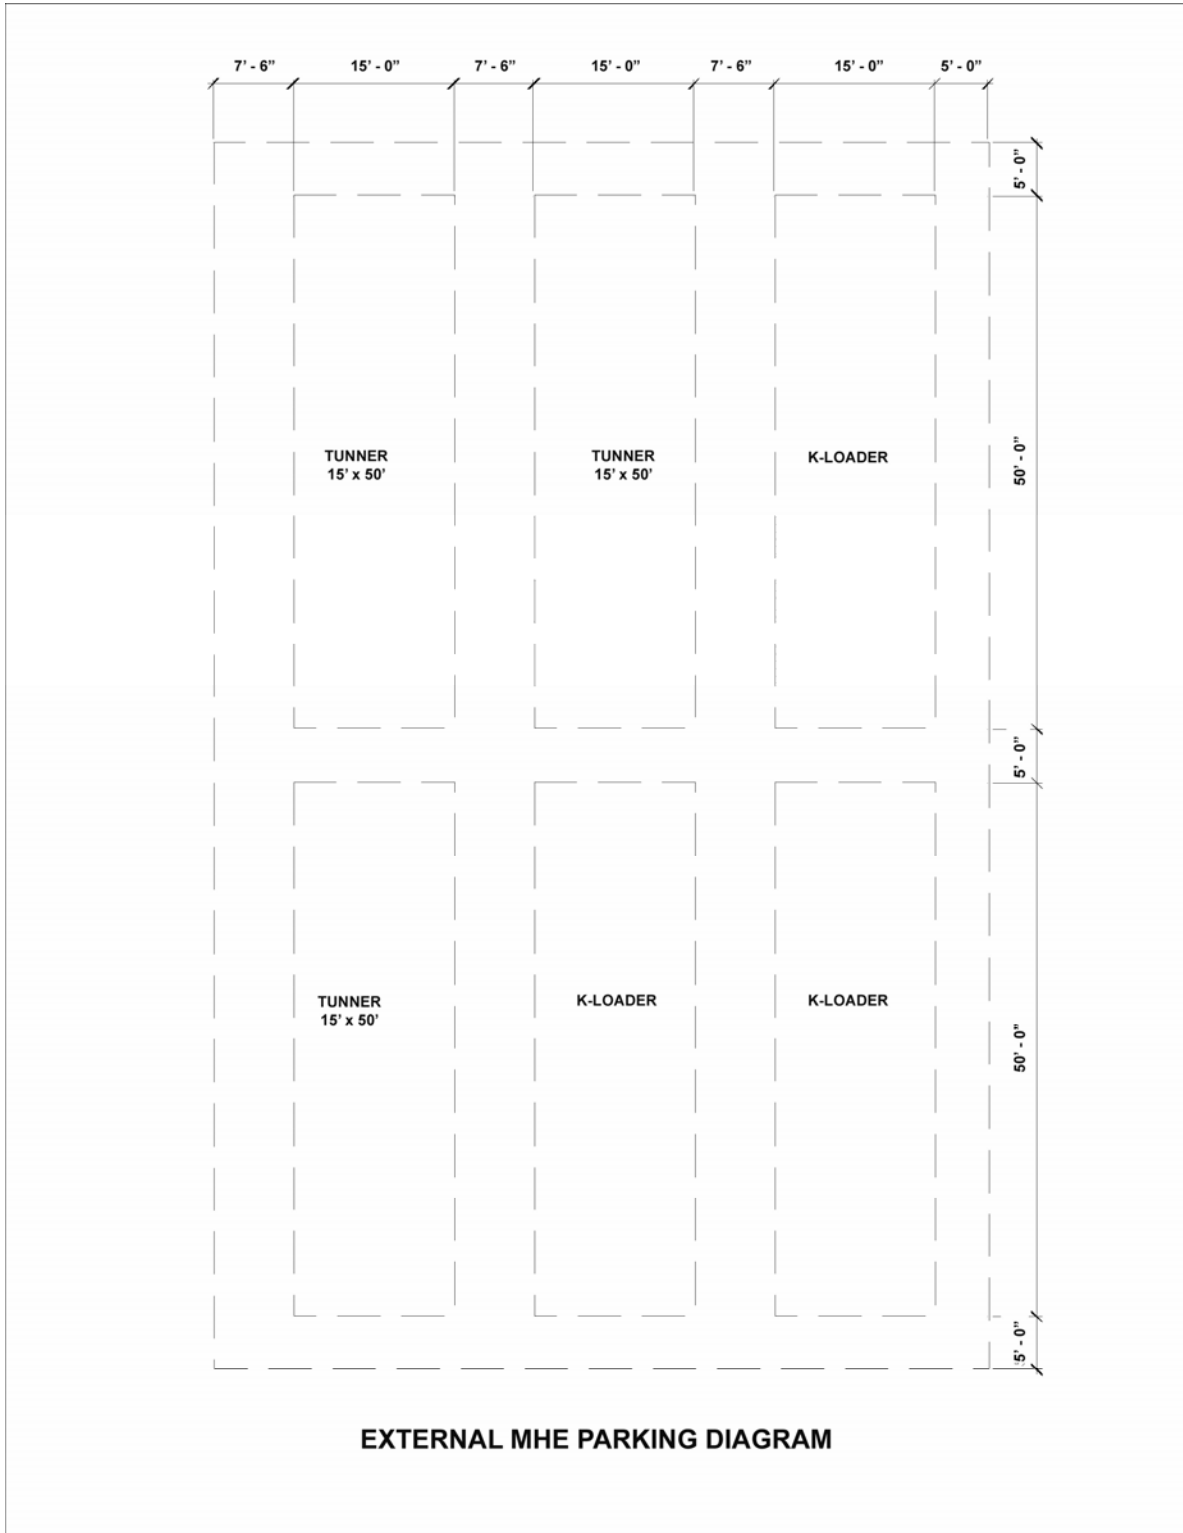 7' - 6” 15' - 0” 7' - 6” 15' - 0” 7' - 6” 15' - 0” 5' - 0”
5' - 0”
TUNNER
15' x 50'
TUNNER
15' x 50'
K-LOADER
50' - 0”
5' - 0”
TUNNER
15' x 50'
K-LOADER
K-LOADER
50' - 0”
5' - 0”
EXTERNAL MHE PARKING DIAGRAM